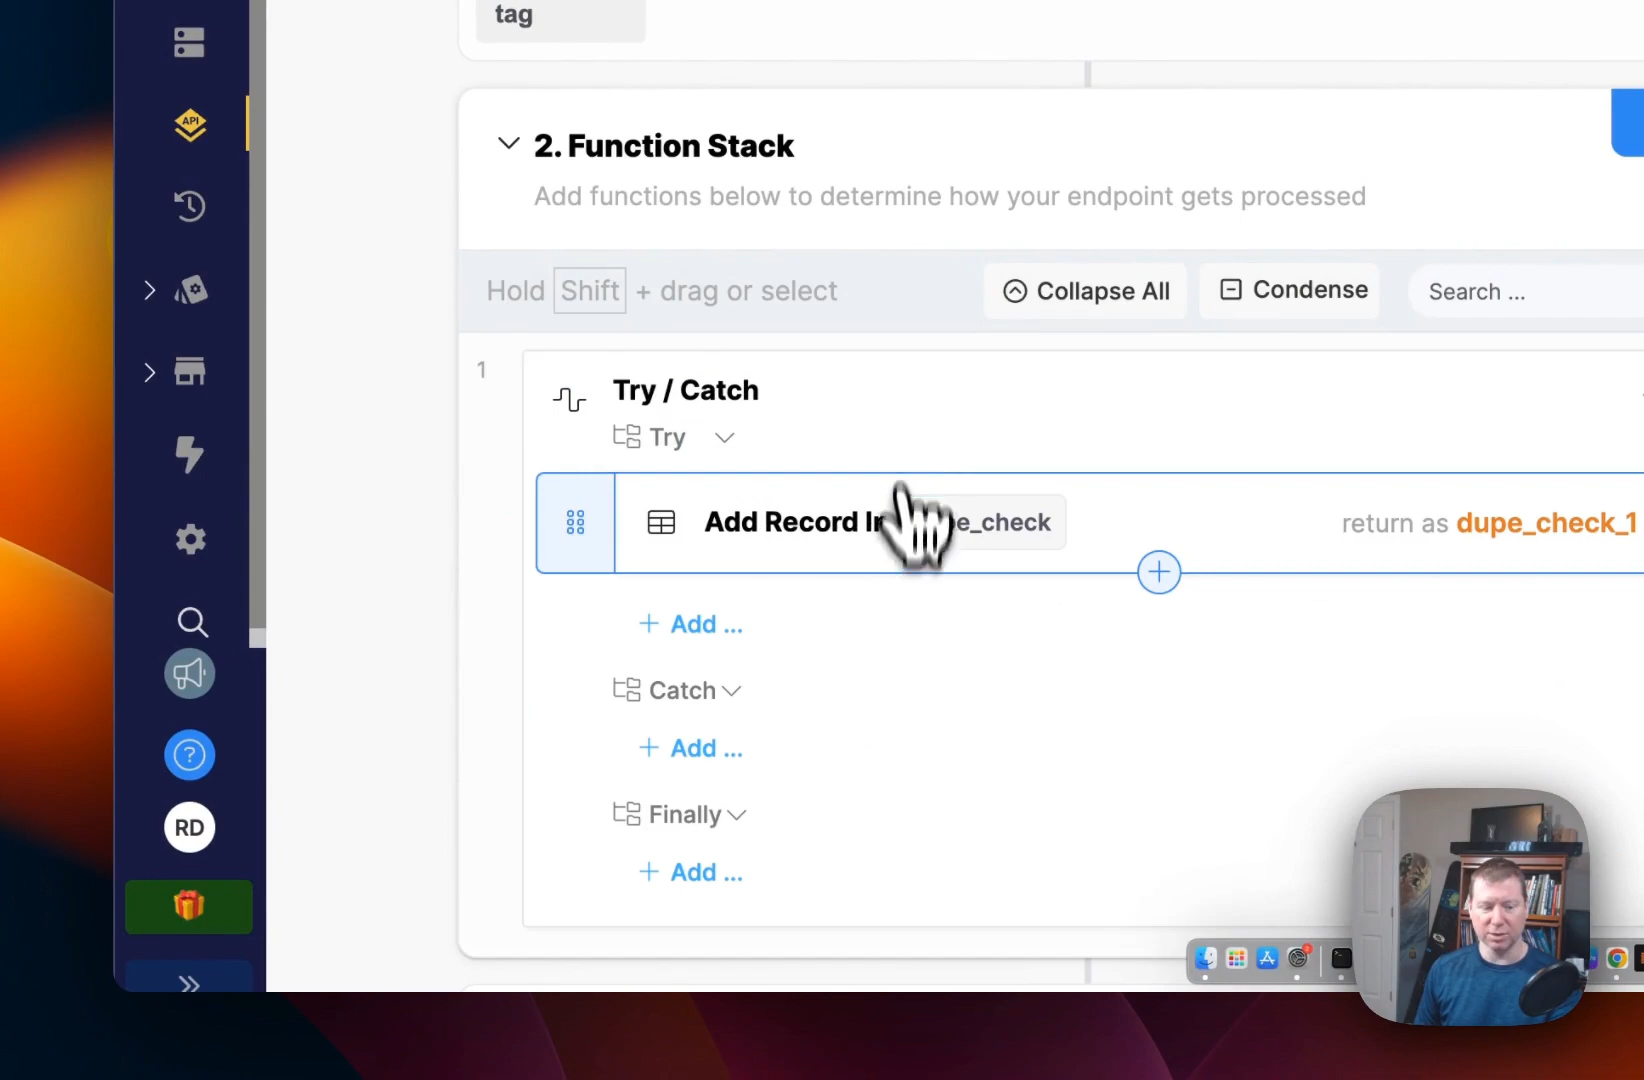 tag
API
2. Function Stack
Add functions below to determine how your endpoint gets processed
Hold Shift + drag or select
Collapse All
Condense
Search ...
1
Try / Catch
Try
Add Record In
e_check
return as dupe_check_1
+ Add ...
Catch
+ Add ...
Finally
+ Add ...
?
RD